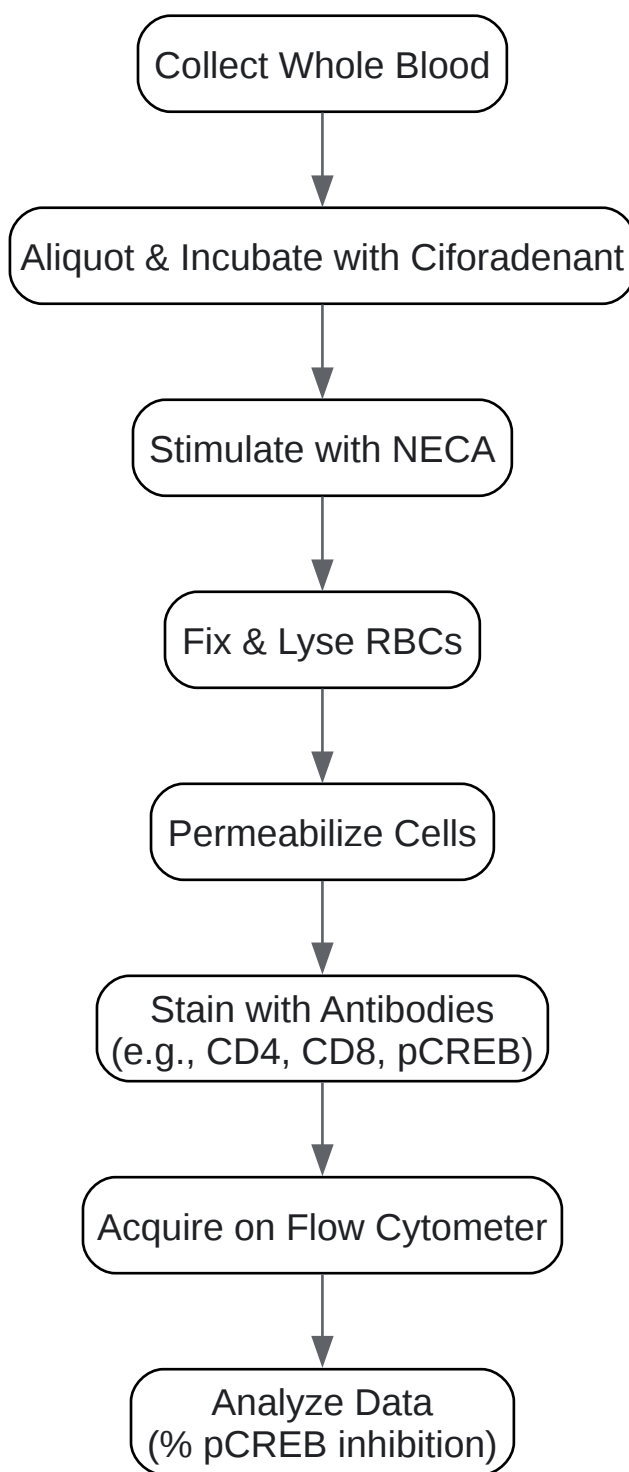 Collect Whole Blood
Aliquot & Incubate with Ciforadenant
Stimulate with NECA
Fix & Lyse RBCs
Permeabilize Cells
Stain with Antibodies
(e.g., CD4, CD8, pCREB)
Acquire on Flow Cytometer
Analyze Data
(% pCREB inhibition)